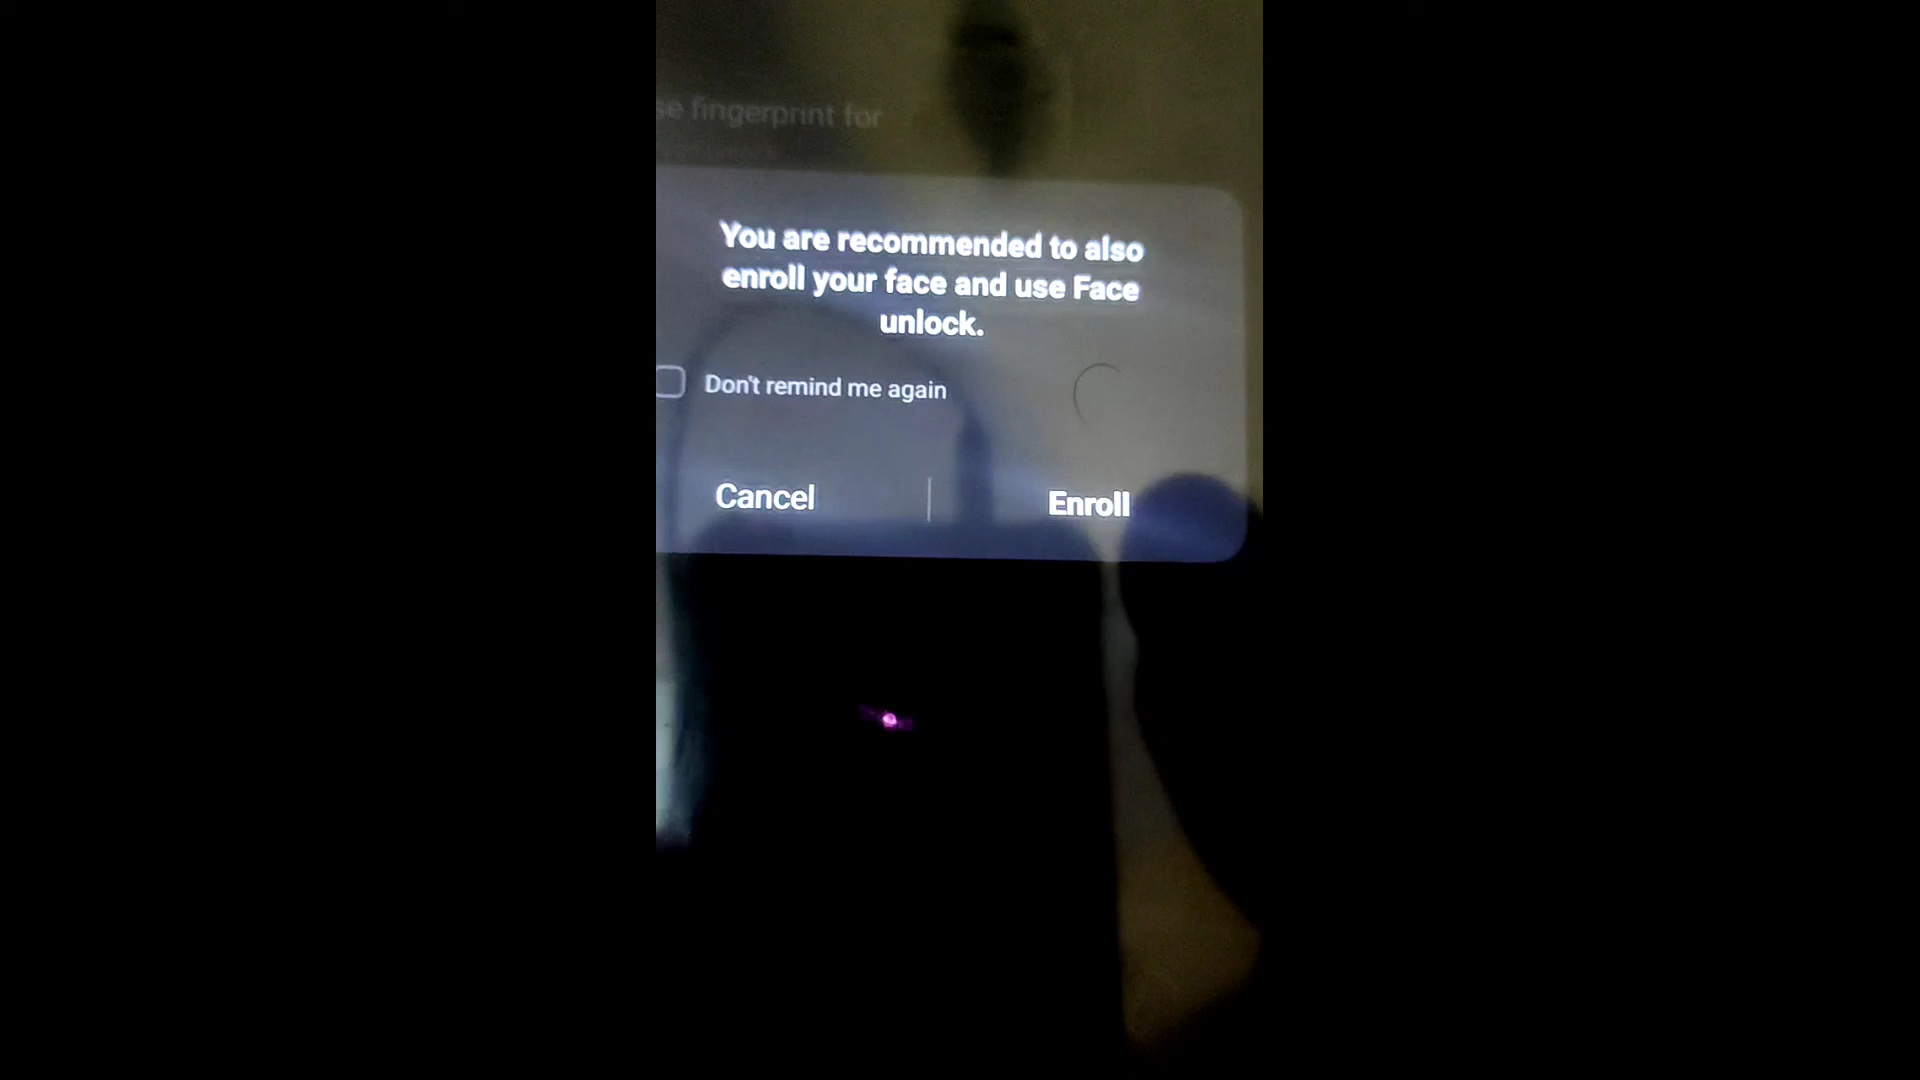 fingerprint for
You are recommended to also
enroll your face and use Face
unlock.
Don't remind me again
Cancel
Enroll